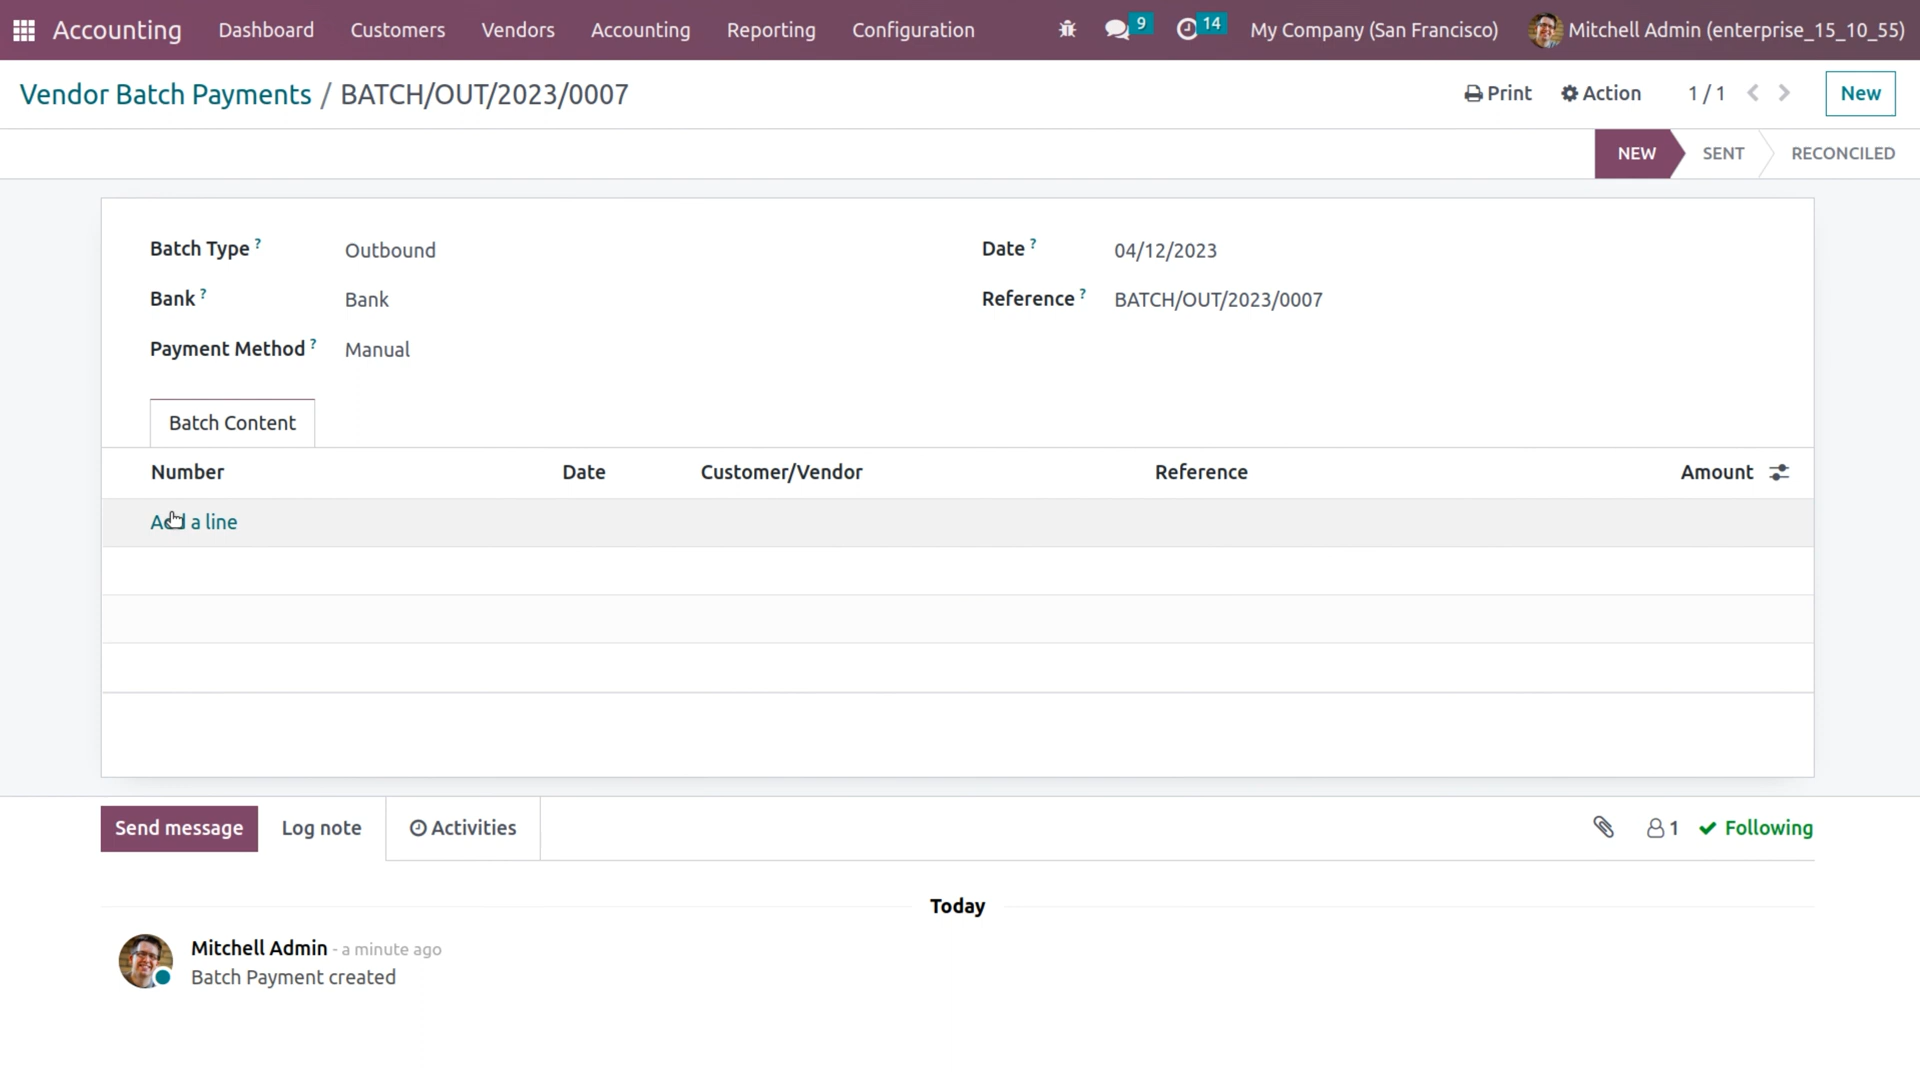 Accounting Dashboard Customers Vendors Accounting Reporting Configuration 9 14 My Company (San Francisco) Mitchell Admin (enterprise_15_10_55)
Vendor Batch Payments / BATCH/OUT/2023/0007 Print Action 1 / 1 New
NEW SENT RECONCILED
Batch Type ? Outbound Date ? 04/12/2023
Bank ? Bank Reference ? BATCH/OUT/2023/0007
Payment Method ? Manual
Batch Content
Number Date Customer/Vendor Reference Amount
Add a line
Send message Log note Activities 1 Following
Today
Mitchell Admin - a minute ago
Batch Payment created